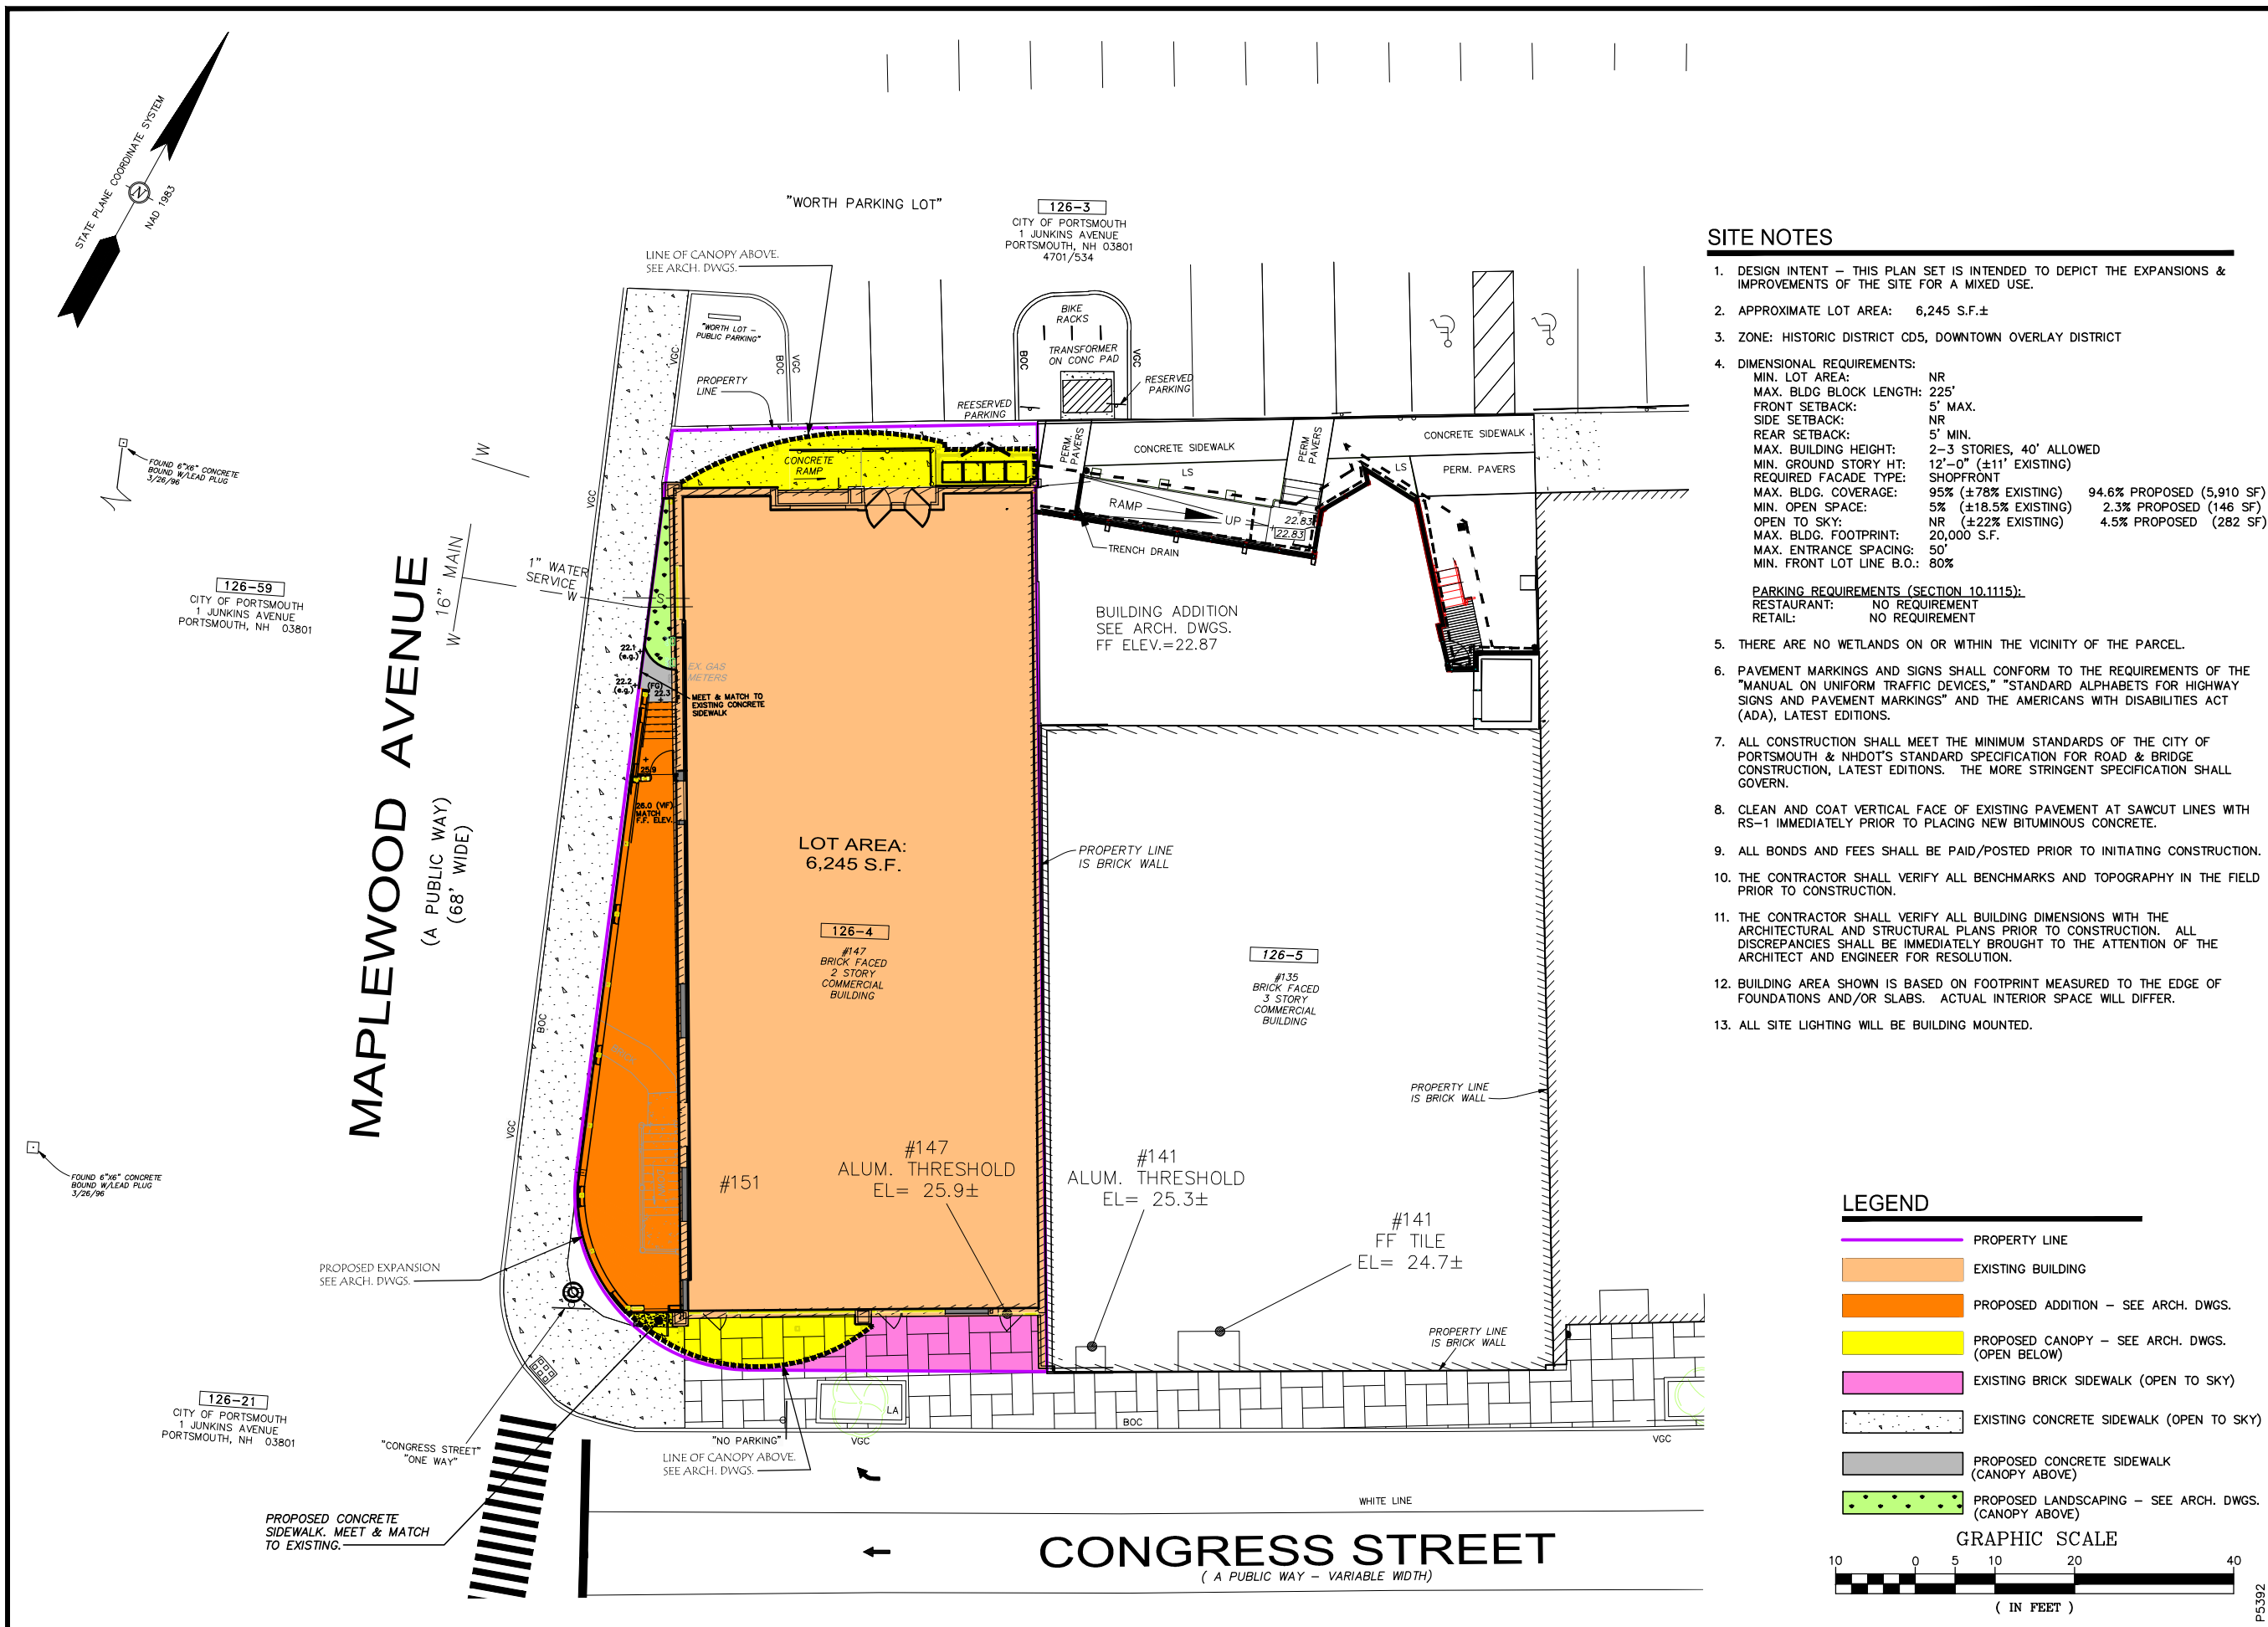 STATE PLANE COORDINATE SYSTEM
N
NAD 1983
"WORTH PARKING LOT"
126-3
CITY OF PORTSMOUTH
1 JUNKINS AVENUE
PORTSMOUTH, NH 03801
4701/534
LINE OF CANOPY ABOVE.
SEE ARCH. DWGS.
"WORTH LOT -
PUBLIC PARKING"
VGC
BOC
VGC
PROPERTY
LINE
BIKE
RACKS
TRANSFORMER
ON CONC PAD
BOC
VGC
RESERVED
PARKING
REESERVED
PARKING
CONCRETE
RAMP
PERM.
PAVERS
CONCRETE SIDEWALK
LS
PERM.
PAVERS
CONCRETE SIDEWALK
LS
PERM. PAVERS
RAMP
UP
22.83
22.83
TRENCH DRAIN
FOUND 6"X6" CONCRETE
BOUND W/LEAD PLUG
3/26/96
W
VGC
126-59
CITY OF PORTSMOUTH
1 JUNKINS AVENUE
PORTSMOUTH, NH  03801
MAPLEWOOD AVENUE
(A PUBLIC WAY)
(68' WIDE)
W
16" MAIN
1" WATER
SERVICE
W
S
BUILDING ADDITION
SEE ARCH. DWGS.
FF ELEV.=22.87
22.1
(e.g.)
22.2
(e.g.)
(FG)
22.3
EX. GAS
METERS
MEET & MATCH TO
EXISTING CONCRETE
SIDEWALK
25.9
26.0 (VIF)
MATCH
F.F. ELEV.
LOT AREA:
6,245 S.F.
PROPERTY LINE
IS BRICK WALL
126-4
#147
BRICK FACED
2 STORY
COMMERCIAL
BUILDING
126-5
#135
BRICK FACED
3 STORY
COMMERCIAL
BUILDING
BOC
VGC
PROPERTY LINE
IS BRICK WALL
#151
#147
ALUM. THRESHOLD
EL= 25.9±
#141
ALUM. THRESHOLD
EL= 25.3±
#141
FF TILE
EL= 24.7±
FOUND 6"X6" CONCRETE
BOUND W/LEAD PLUG
3/26/96
PROPOSED EXPANSION
SEE ARCH. DWGS.
PROPERTY LINE
IS BRICK WALL
126-21
CITY OF PORTSMOUTH
1 JUNKINS AVENUE
PORTSMOUTH, NH  03801
"CONGRESS STREET"
"ONE WAY"
"NO PARKING"
LINE OF CANOPY ABOVE.
SEE ARCH. DWGS.
VGC
LA
BOC
VGC
PROPOSED CONCRETE
SIDEWALK. MEET & MATCH
TO EXISTING.
WHITE LINE
CONGRESS STREET
( A PUBLIC WAY - VARIABLE WIDTH)
SITE NOTES
1. DESIGN INTENT - THIS PLAN SET IS INTENDED TO DEPICT THE EXPANSIONS &
IMPROVEMENTS OF THE SITE FOR A MIXED USE.
2. APPROXIMATE LOT AREA: 6,245 S.F.±
3. ZONE: HISTORIC DISTRICT CD5, DOWNTOWN OVERLAY DISTRICT
4. DIMENSIONAL REQUIREMENTS:
MIN. LOT AREA: NR
MAX. BLDG BLOCK LENGTH: 225'
FRONT SETBACK: 5' MAX.
SIDE SETBACK: NR
REAR SETBACK: 5' MIN.
MAX. BUILDING HEIGHT: 2-3 STORIES, 40' ALLOWED
MIN. GROUND STORY HT: 12'-0" (±11' EXISTING)
REQUIRED FACADE TYPE: SHOPFRONT
MAX. BLDG. COVERAGE: 95% (±78% EXISTING) 94.6% PROPOSED (5,910 SF)
MIN. OPEN SPACE: 5% (±18.5% EXISTING) 2.3% PROPOSED (146 SF)
OPEN TO SKY: NR (±22% EXISTING) 4.5% PROPOSED (282 SF)
MAX. BLDG. FOOTPRINT: 20,000 S.F.
MAX. ENTRANCE SPACING: 50'
MIN. FRONT LOT LINE B.O.: 80%
PARKING REQUIREMENTS (SECTION 10.1115):
RESTAURANT: NO REQUIREMENT
RETAIL: NO REQUIREMENT
5. THERE ARE NO WETLANDS ON OR WITHIN THE VICINITY OF THE PARCEL.
6. PAVEMENT MARKINGS AND SIGNS SHALL CONFORM TO THE REQUIREMENTS OF THE
"MANUAL ON UNIFORM TRAFFIC DEVICES," "STANDARD ALPHABETS FOR HIGHWAY
SIGNS AND PAVEMENT MARKINGS" AND THE AMERICANS WITH DISABILITIES ACT
(ADA), LATEST EDITIONS.
7. ALL CONSTRUCTION SHALL MEET THE MINIMUM STANDARDS OF THE CITY OF
PORTSMOUTH & NHDOT'S STANDARD SPECIFICATION FOR ROAD & BRIDGE
CONSTRUCTION, LATEST EDITIONS. THE MORE STRINGENT SPECIFICATION SHALL
GOVERN.
8. CLEAN AND COAT VERTICAL FACE OF EXISTING PAVEMENT AT SAWCUT LINES WITH
RS-1 IMMEDIATELY PRIOR TO PLACING NEW BITUMINOUS CONCRETE.
9. ALL BONDS AND FEES SHALL BE PAID/POSTED PRIOR TO INITIATING CONSTRUCTION.
10. THE CONTRACTOR SHALL VERIFY ALL BENCHMARKS AND TOPOGRAPHY IN THE FIELD
PRIOR TO CONSTRUCTION.
11. THE CONTRACTOR SHALL VERIFY ALL BUILDING DIMENSIONS WITH THE
ARCHITECTURAL AND STRUCTURAL PLANS PRIOR TO CONSTRUCTION. ALL
DISCREPANCIES SHALL BE IMMEDIATELY BROUGHT TO THE ATTENTION OF THE
ARCHITECT AND ENGINEER FOR RESOLUTION.
12. BUILDING AREA SHOWN IS BASED ON FOOTPRINT MEASURED TO THE EDGE OF
FOUNDATIONS AND/OR SLABS. ACTUAL INTERIOR SPACE WILL DIFFER.
13. ALL SITE LIGHTING WILL BE BUILDING MOUNTED.
LEGEND
PROPERTY LINE
EXISTING BUILDING
PROPOSED ADDITION - SEE ARCH. DWGS.
PROPOSED CANOPY - SEE ARCH. DWGS.
(OPEN BELOW)
EXISTING BRICK SIDEWALK (OPEN TO SKY)
EXISTING CONCRETE SIDEWALK (OPEN TO SKY)
PROPOSED CONCRETE SIDEWALK
(CANOPY ABOVE)
PROPOSED LANDSCAPING - SEE ARCH. DWGS.
(CANOPY ABOVE)
GRAPHIC SCALE
10 0 5 10 20 40
( IN FEET )
P5392